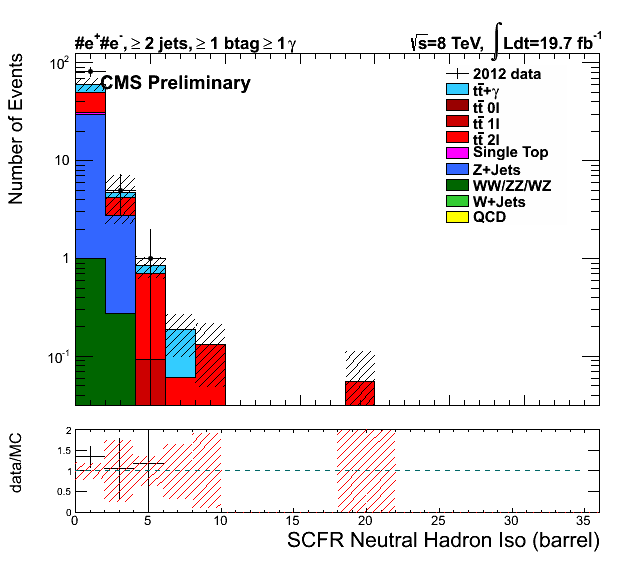 #e⁺#e⁻, ≥ 2 jets, ≥ 1 btag ≥ 1 γ
√s=8 TeV, ∫Ldt=19.7 fb⁻¹
CMS Preliminary
Number of Events
10²
10
1
10⁻¹
2012 data
tt̄+γ
tt̄ 0l
tt̄ 1l
tt̄ 2l
Single Top
Z+Jets
WW/ZZ/WZ
W+Jets
QCD
data/MC
2
1.5
1
0.5
0
0 5 10 15 20 25 30 35
SCFR Neutral Hadron Iso (barrel)